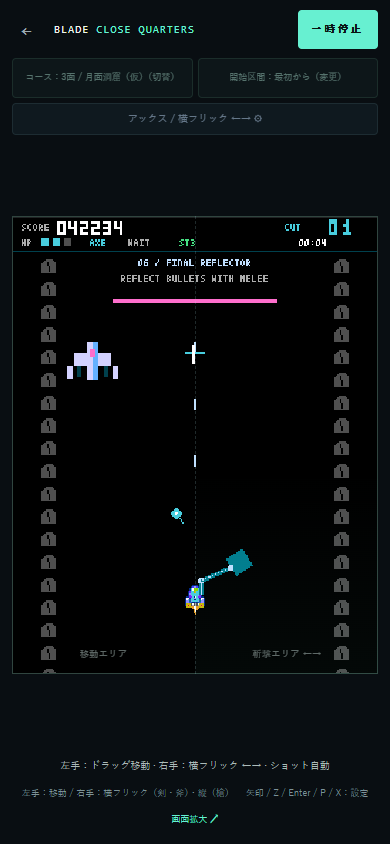 ← BLADE CLOSE QUARTERS 一時停止
コース：3面 / 月面洞窟（仮）（切替） 開始区間：最初から（変更）
アックス / 横フリック ←→ ⚙
SCORE 042234 CUT 01
HP AXE WAIT ST3 00:04
06 / FINAL REFLECTOR
REFLECT BULLETS WITH MELEE
移動エリア 斬撃エリア ←→
左手：ドラッグ移動・右手：横フリック ←→・ショット自動
左手：移動 / 右手：横フリック（剣・斧）・縦（槍） 矢印 / Z / Enter / P / X：設定
画面拡大 ⤢